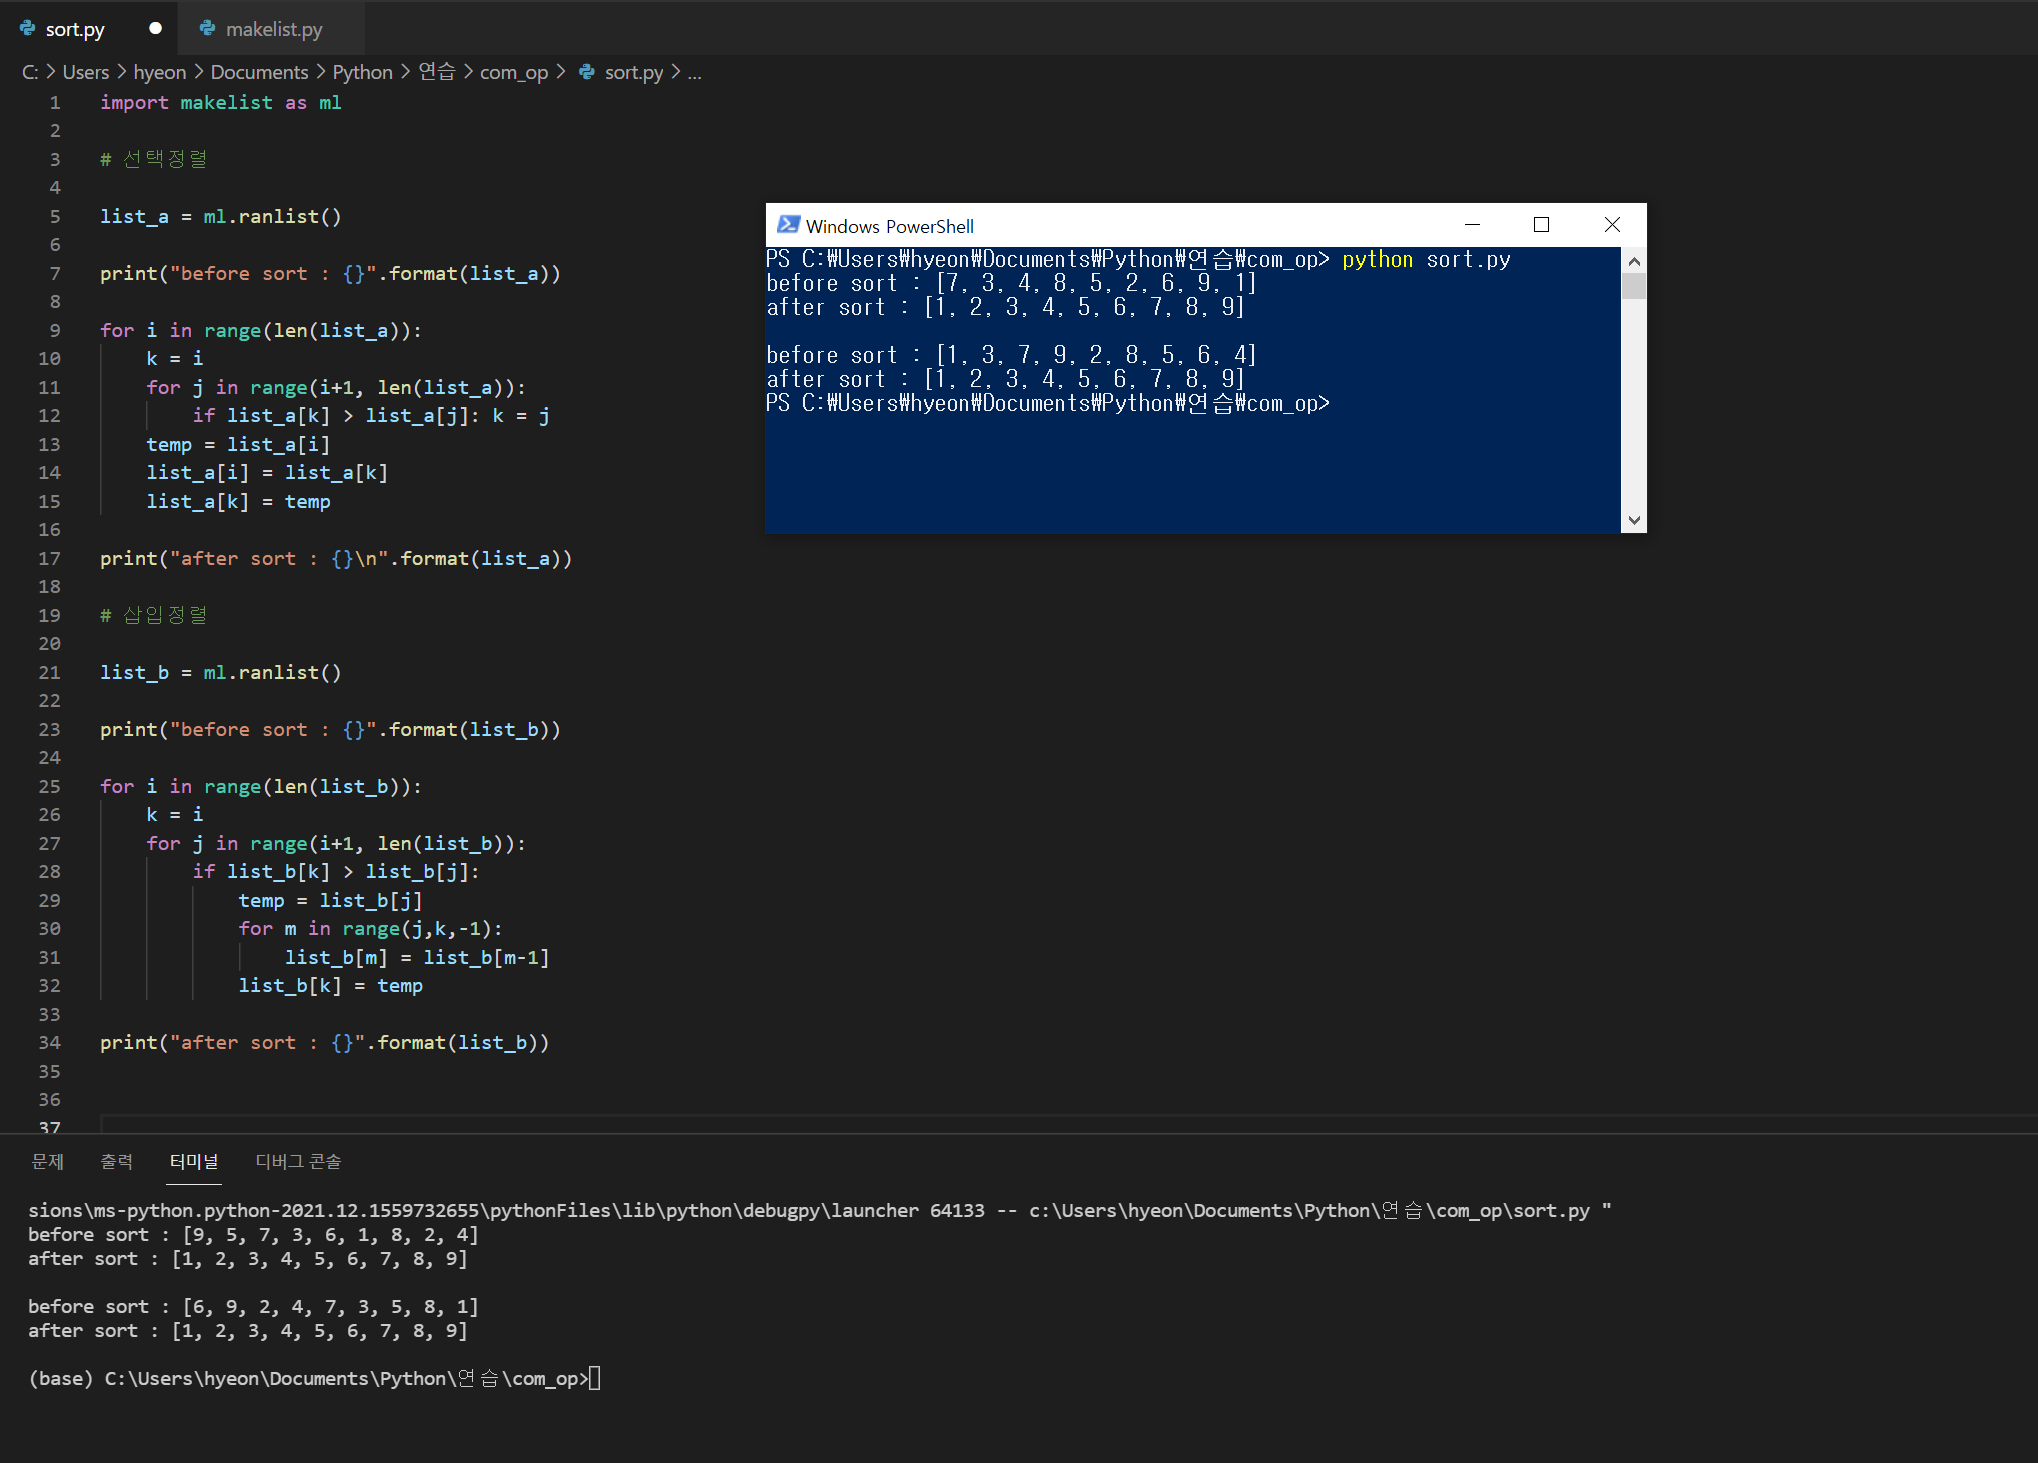 sort.py
makelist.py
C: > Users > hyeon > Documents > Python > 연습 > com_op > sort.py > ...
1 import makelist as ml
2
3 # 선택정렬
4
5 list_a = ml.ranlist()
6
7 print("before sort : {}".format(list_a))
8
9 for i in range(len(list_a)):
10 k = i
11 for j in range(i+1, len(list_a)):
12 if list_a[k] > list_a[j]: k = j
13 temp = list_a[i]
14 list_a[i] = list_a[k]
15 list_a[k] = temp
16
17 print("after sort : {}\n".format(list_a))
18
19 # 삽입정렬
20
21 list_b = ml.ranlist()
22
23 print("before sort : {}".format(list_b))
24
25 for i in range(len(list_b)):
26 k = i
27 for j in range(i+1, len(list_b)):
28 if list_b[k] > list_b[j]:
29 temp = list_b[j]
30 for m in range(j,k,-1):
31 list_b[m] = list_b[m-1]
32 list_b[k] = temp
33
34 print("after sort : {}".format(list_b))
35
36
37
Windows PowerShell
PS C:₩Users₩hyeon₩Documents₩Python₩연습₩com_op> python sort.py
before sort : [7, 3, 4, 8, 5, 2, 6, 9, 1]
after sort : [1, 2, 3, 4, 5, 6, 7, 8, 9]
before sort : [1, 3, 7, 9, 2, 8, 5, 6, 4]
after sort : [1, 2, 3, 4, 5, 6, 7, 8, 9]
PS C:₩Users₩hyeon₩Documents₩Python₩연습₩com_op>
문제 출력 터미널 디버그 콘솔
sions\ms-python.python-2021.12.1559732655\pythonFiles\lib\python\debugpy\launcher 64133 -- c:\Users\hyeon\Documents\Python\연습\com_op\sort.py "
before sort : [9, 5, 7, 3, 6, 1, 8, 2, 4]
after sort : [1, 2, 3, 4, 5, 6, 7, 8, 9]
before sort : [6, 9, 2, 4, 7, 3, 5, 8, 1]
after sort : [1, 2, 3, 4, 5, 6, 7, 8, 9]
(base) C:\Users\hyeon\Documents\Python\연습\com_op>